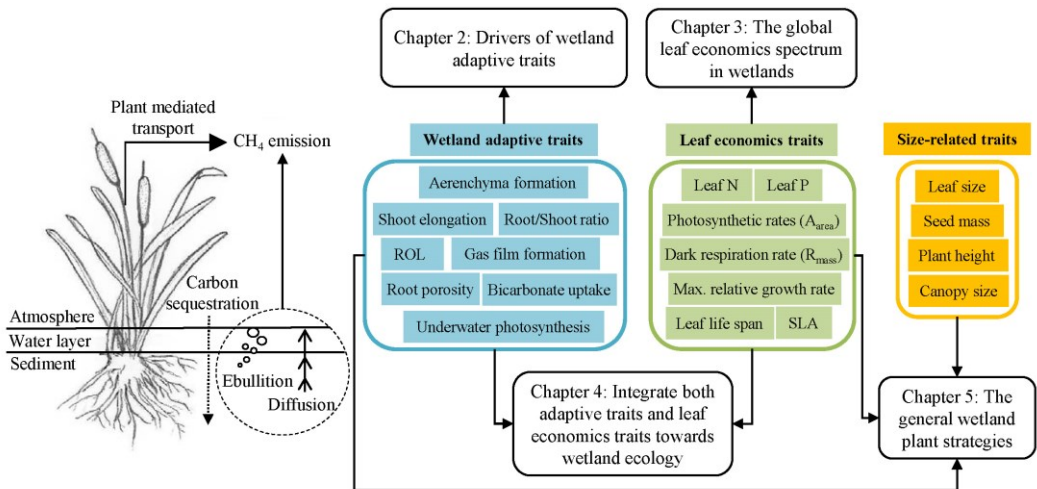 Chapter 2: Drivers of wetland
adaptive traits
Chapter 3: The global
leaf economics spectrum
in wetlands
Plant mediated
transport
CH₄ emission
Wetland adaptive traits
Leaf economics traits
Size-related traits
Aerenchyma formation
Shoot elongation
Root/Shoot ratio
ROL
Gas film formation
Root porosity
Bicarbonate uptake
Underwater photosynthesis
Leaf N
Leaf P
Photosynthetic rates (Aarea)
Dark respiration rate (Rmass)
Max. relative growth rate
Leaf life span
SLA
Leaf size
Seed mass
Plant height
Canopy size
Carbon
sequestration
Atmosphere
Water layer
Sediment
Ebullition
Diffusion
Chapter 4: Integrate both
adaptive traits and leaf
economics traits towards
wetland ecology
Chapter 5: The
general wetland
plant strategies